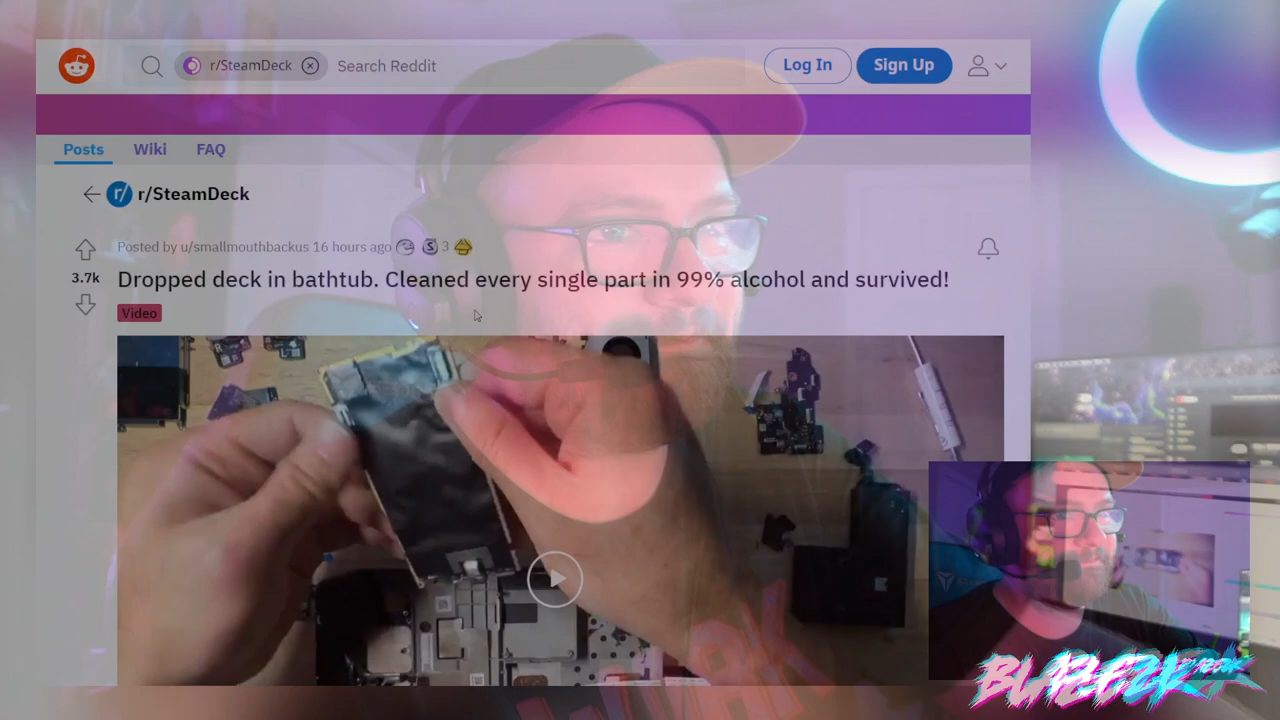 r/SteamDeck
Search Reddit
Log In
Sign Up
Posts
Wiki
FAQ
r/
r/SteamDeck
Posted by u/smallmouthbackus 16 hours ago
S 3
3.7k
Dropped deck in bathtub. Cleaned every single part in 99% alcohol and survived!
Video